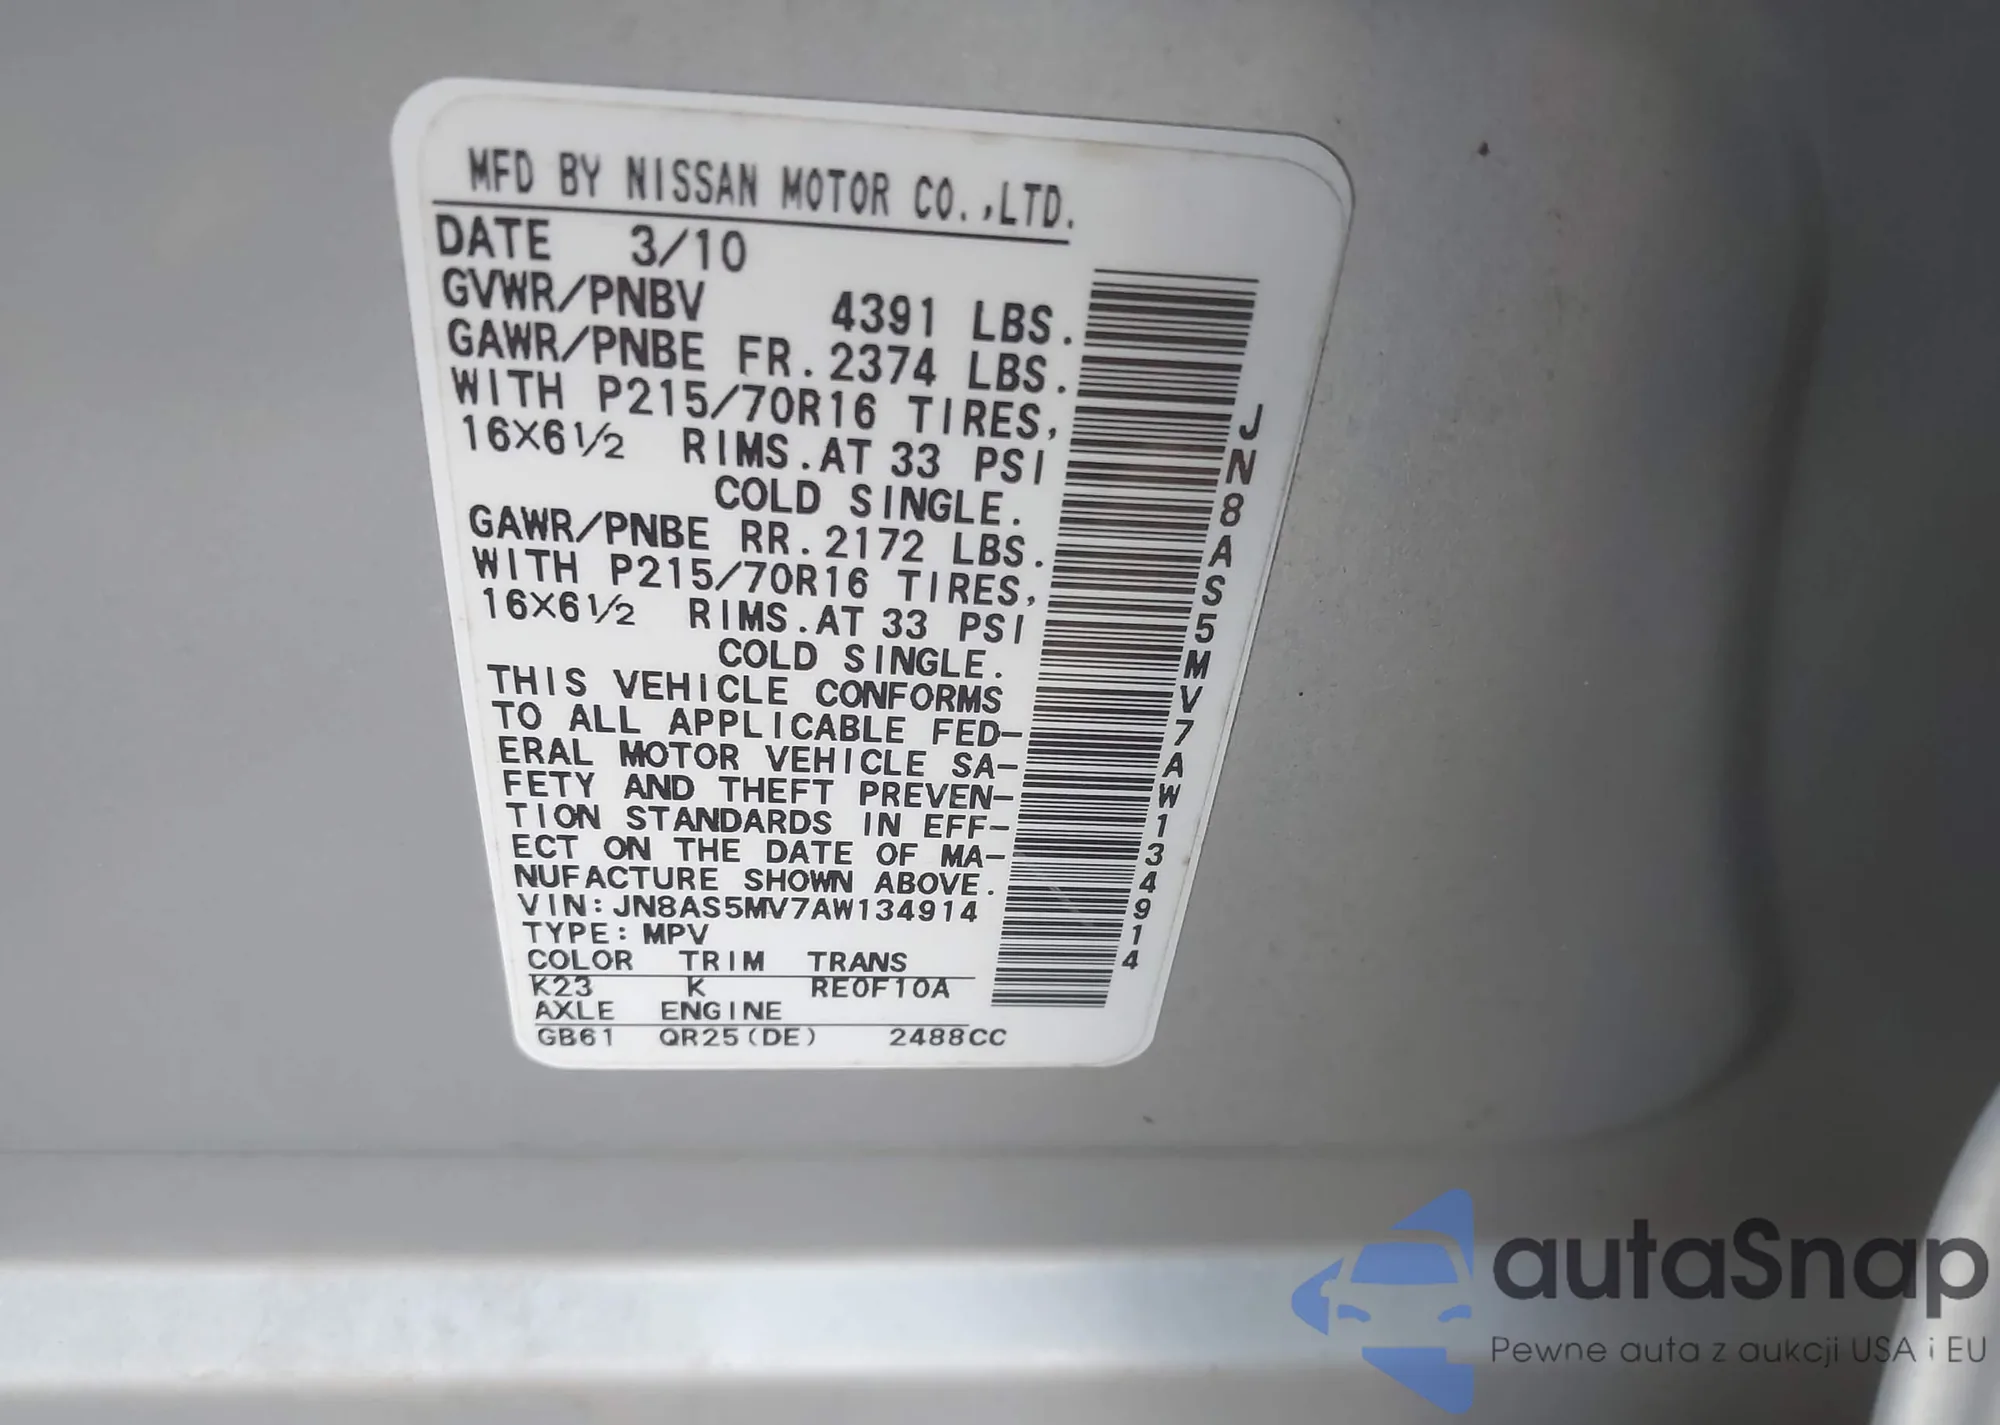 MFD BY NISSAN MOTOR CO.,LTD.
DATE 3/10
GVWR/PNBV 4391 LBS.
GAWR/PNBE FR. 2374 LBS.
WITH P215/70R16 TIRES,
16X6½ RIMS. AT 33 PSI
COLD SINGLE.
GAWR/PNBE RR. 2172 LBS.
WITH P215/70R16 TIRES,
16X6½ RIMS. AT 33 PSI
COLD SINGLE.
THIS VEHICLE CONFORMS
TO ALL APPLICABLE FED-
ERAL MOTOR VEHICLE SA-
FETY AND THEFT PREVEN-
TION STANDARDS IN EFF-
ECT ON THE DATE OF MA-
NUFACTURE SHOWN ABOVE.
VIN: JN8AS5MV7AW134914
TYPE: MPV
COLOR TRIM TRANS
K23 K RE0F10A
AXLE ENGINE
GB61 QR25(DE) 2488CC
JN8AS5MV7AW134914
autaSnap
Pewne auta z aukcji USA i EU